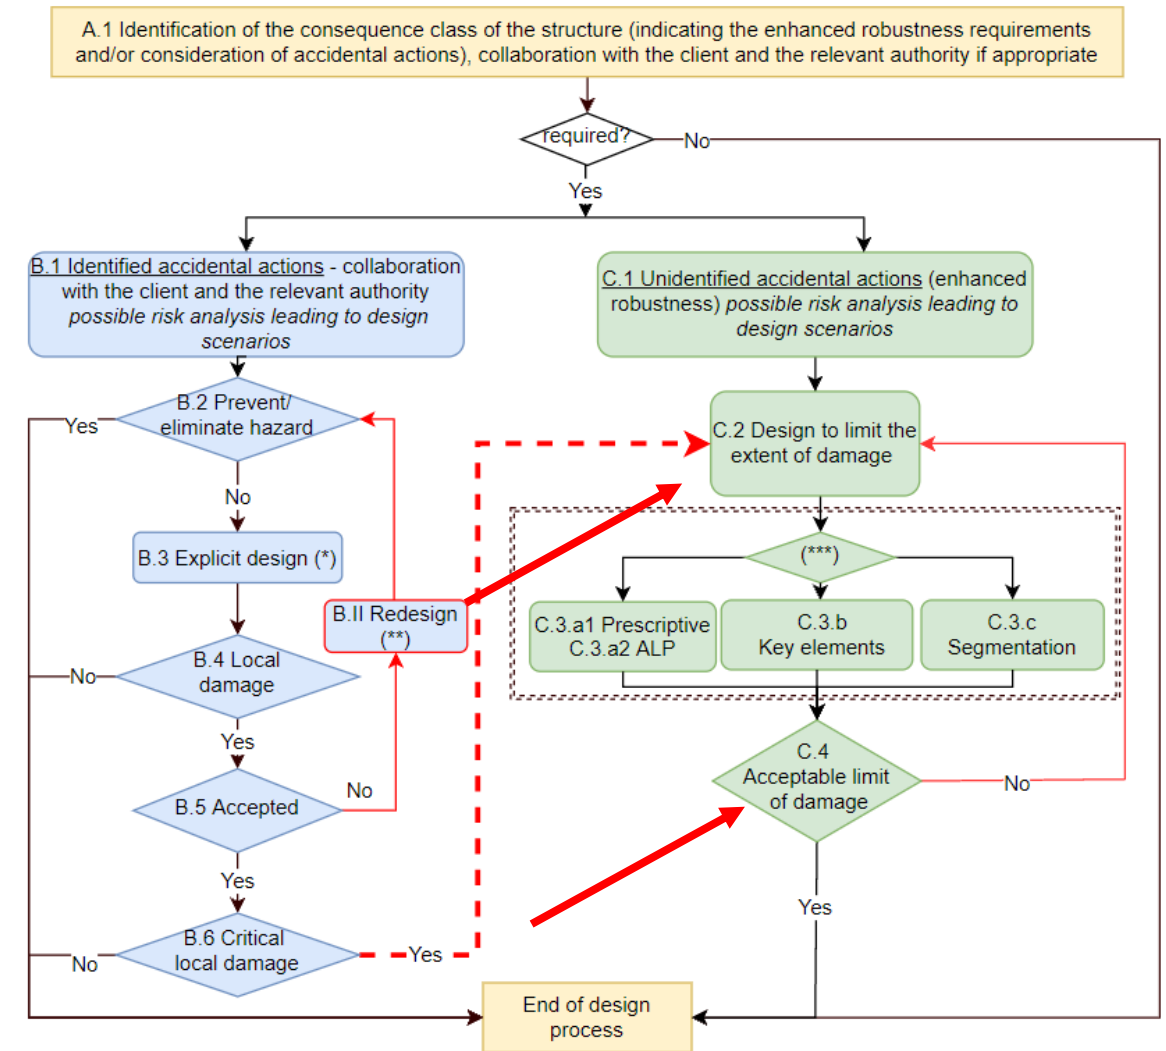 A.1 Identification of the consequence class of the structure (indicating the enhanced robustness requirements
and/or consideration of accidental actions), collaboration with the client and the relevant authority if appropriate
required?
No
Yes
B.1 Identified accidental actions - collaboration
with the client and the relevant authority
possible risk analysis leading to design
scenarios
C.1 Unidentified accidental actions (enhanced
robustness) possible risk analysis leading to
design scenarios
B.2 Prevent/
eliminate hazard
Yes
No
C.2 Design to limit the
extent of damage
B.3 Explicit design (*)
(***)
B.II Redesign
(**)
C.3.a1 Prescriptive
C.3.a2 ALP
C.3.b
Key elements
C.3.c
Segmentation
B.4 Local
damage
No
Yes
B.5 Accepted
No
Yes
C.4
Acceptable limit
of damage
No
Yes
B.6 Critical
local damage
No
Yes
End of design
process